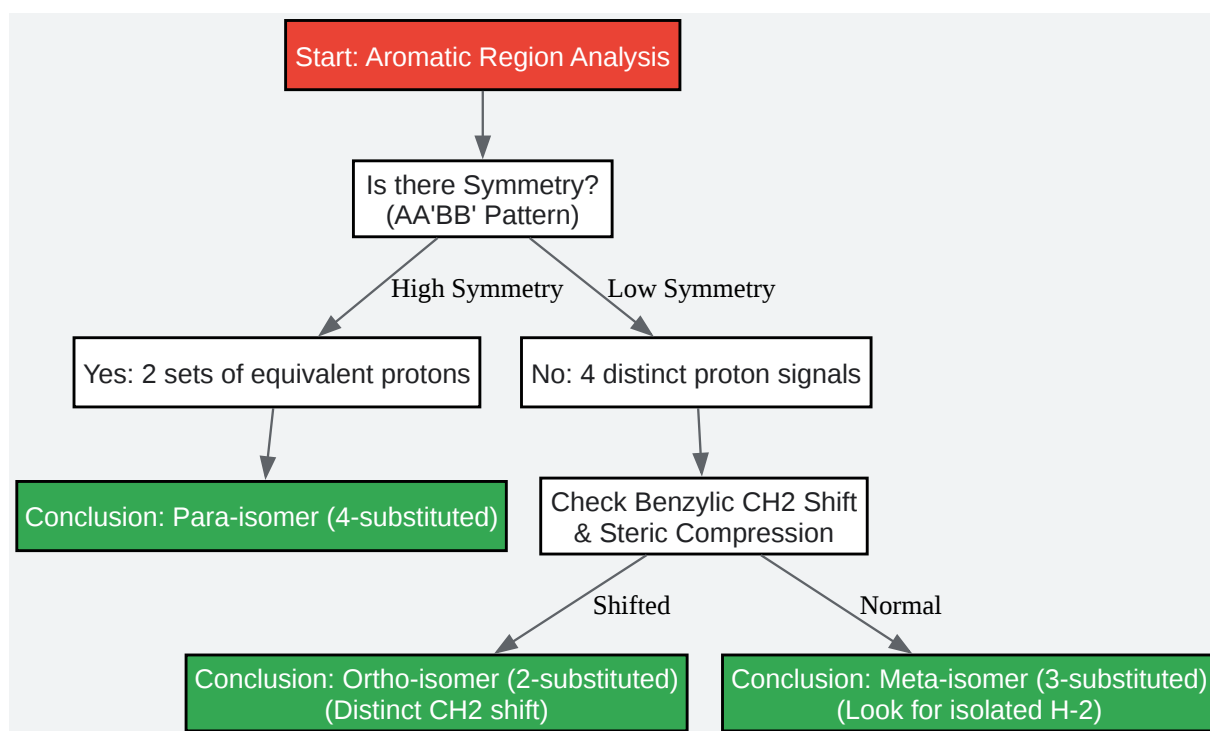 Start: Aromatic Region Analysis
Is there Symmetry?
(AA'BB' Pattern)
High Symmetry
Low Symmetry
Yes: 2 sets of equivalent protons
No: 4 distinct proton signals
Conclusion: Para-isomer (4-substituted)
Check Benzylic CH2 Shift
& Steric Compression
Shifted
Normal
Conclusion: Ortho-isomer (2-substituted)
(Distinct CH2 shift)
Conclusion: Meta-isomer (3-substituted)
(Look for isolated H-2)